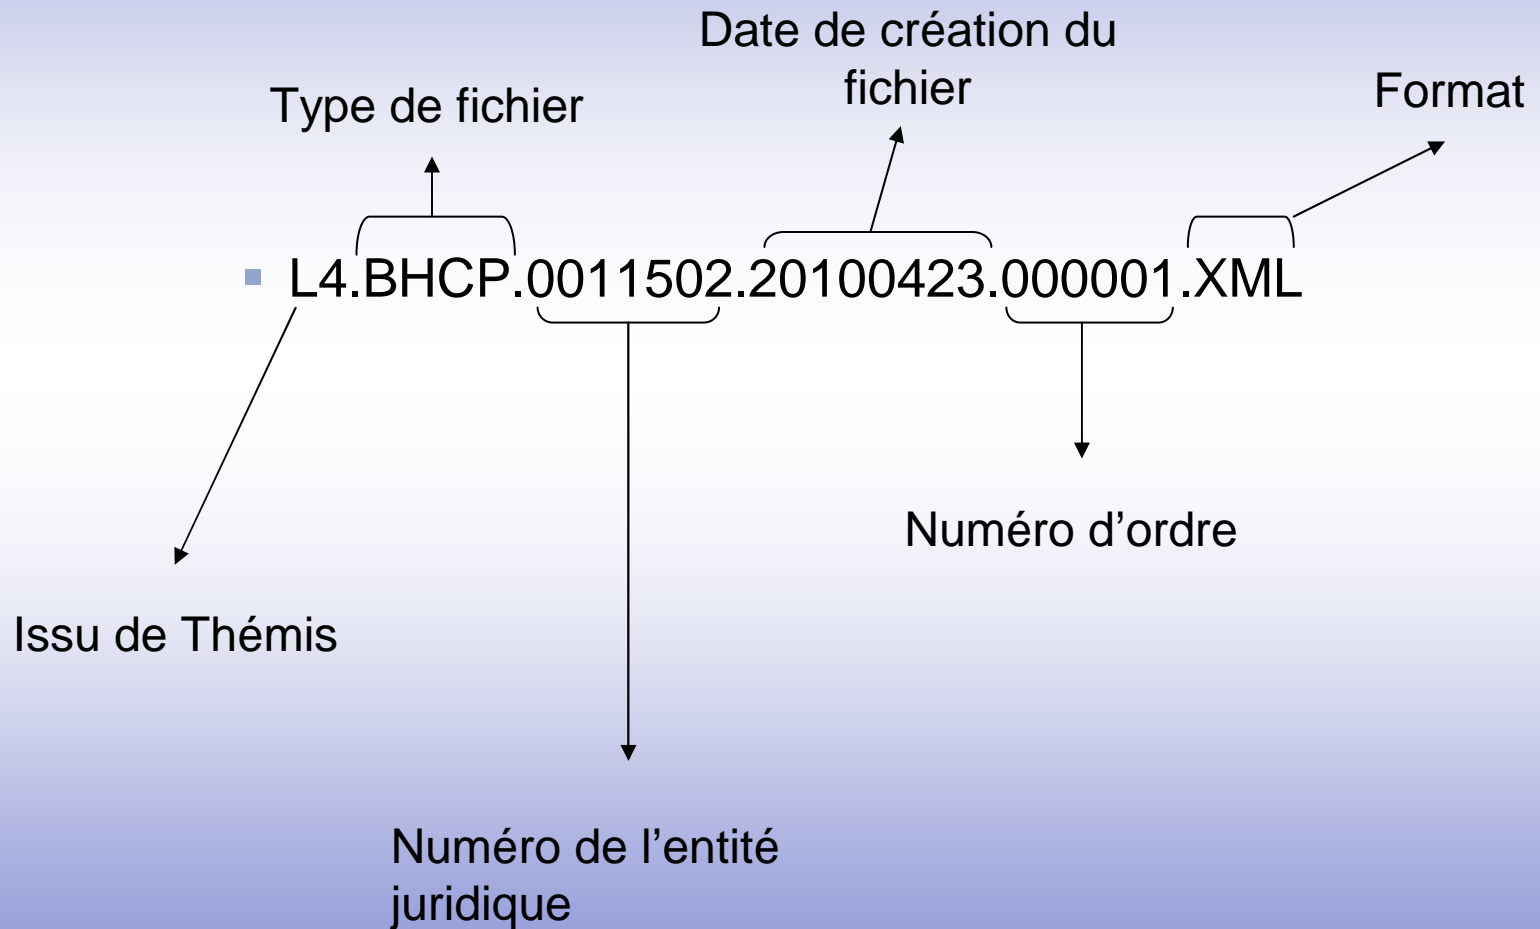 Date de création du
fichier
Format
Type de fichier
L4.BHCP.0011502.20100423.000001.XML
Numéro d’ordre
Issu de Thémis
Numéro de l’entité
juridique